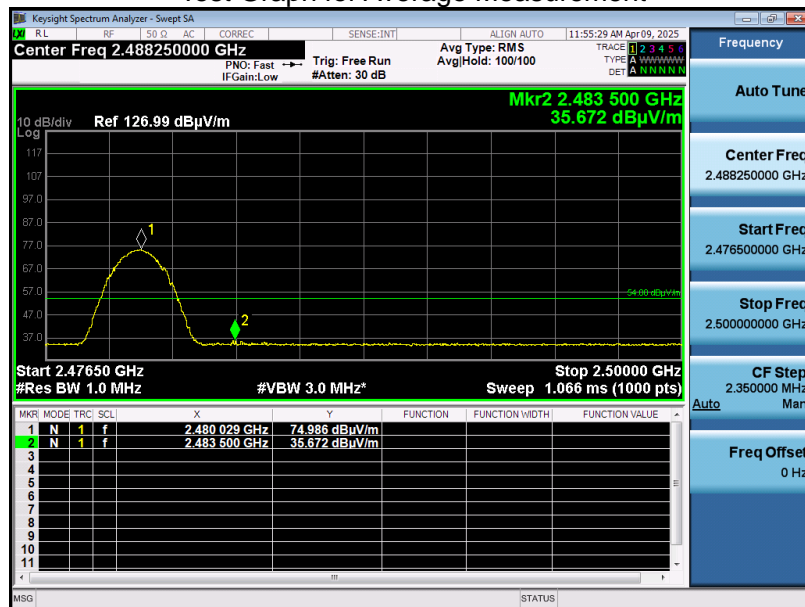 Test Graph for Average Measurement
Keysight Spectrum Analyzer - Swept SA
RL RF 50 Ω AC CORREC SENSE:INT ALIGN AUTO 11:55:29 AM Apr 09, 2025
Center Freq 2.488250000 GHz
PNO: Fast
IFGain:Low
Trig: Free Run
#Atten: 30 dB
Avg Type: RMS
Avg|Hold: 100/100
TRACE 1 2 3 4 5 6
TYPE A WWWWW
DET A N N N N N
Mkr2 2.483 500 GHz
35.672 dBµV/m
10 dB/div Ref 126.99 dBµV/m
Log
117
107
97.0
87.0
77.0
67.0
57.0
47.0
37.0
1
2
54.00 dBµV/m
Start 2.47650 GHz Stop 2.50000 GHz
#Res BW 1.0 MHz #VBW 3.0 MHz* Sweep 1.066 ms (1000 pts)
MKR MODE TRC SCL X Y FUNCTION FUNCTION WIDTH FUNCTION VALUE
1 N 1 f 2.480 029 GHz 74.986 dBµV/m
2 N 1 f 2.483 500 GHz 35.672 dBµV/m
3
4
5
6
7
8
9
10
11
MSG STATUS
Frequency
Auto Tune
Center Freq
2.488250000 GHz
Start Freq
2.476500000 GHz
Stop Freq
2.500000000 GHz
CF Step
2.350000 MHz
Auto Man
Freq Offset
0 Hz